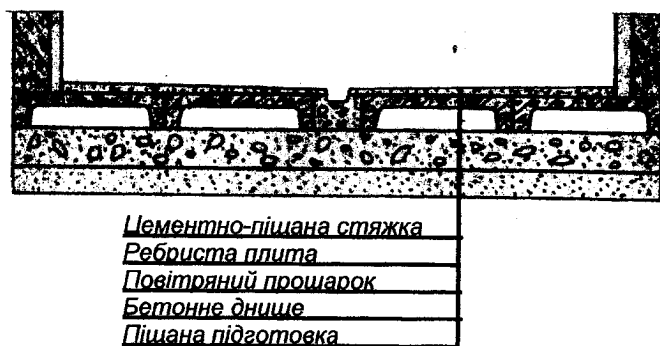 Цементно-піщана стяжка
Ребриста плита
Повітряний прошарок
Бетонне днище
Піщана підготовка